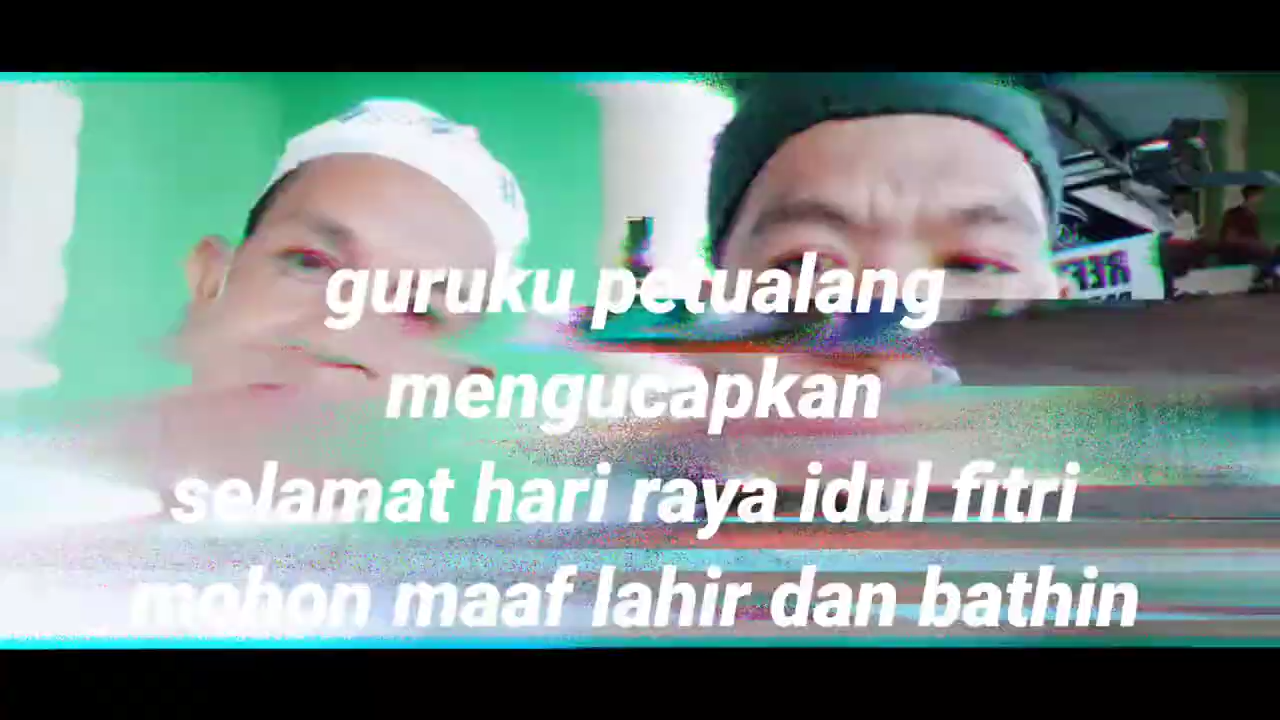 guruku petualang
mengucapkan
selamat hari raya idul fitri
mohon maaf lahir dan bathin